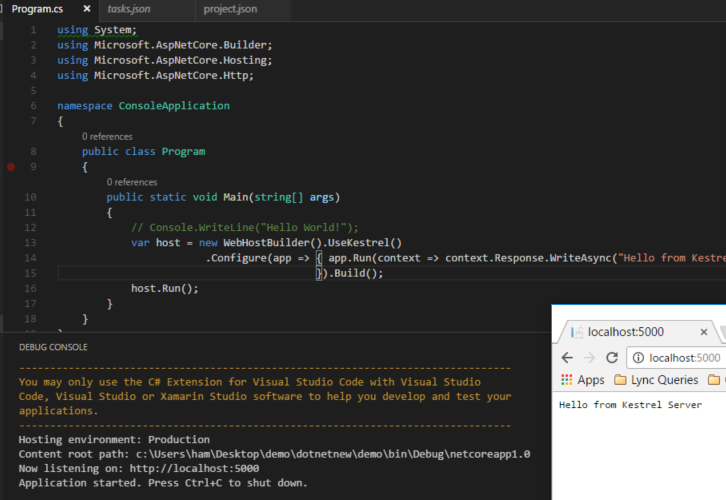 Program.cs
tasks.json
project.json
1 using System;
2 using Microsoft.AspNetCore.Builder;
3 using Microsoft.AspNetCore.Hosting;
4 using Microsoft.AspNetCore.Http;
5
6 namespace ConsoleApplication
7 {
0 references
8 public class Program
9 {
0 references
10 public static void Main(string[] args)
11 {
12 // Console.WriteLine("Hello World!");
13 var host = new WebHostBuilder().UseKestrel()
14 .Configure(app => { app.Run(context => context.Response.WriteAsync("Hello from Kestre
15 }).Build();
16 host.Run();
17 }
18 }
DEBUG CONSOLE
--------------------------------------------------------------------------------
You may only use the C# Extension for Visual Studio Code with Visual Studio
Code, Visual Studio or Xamarin Studio software to help you develop and test your
applications.
--------------------------------------------------------------------------------
Hosting environment: Production
Content root path: c:\Users\ham\Desktop\demo\dotnetnew\demo\bin\Debug\netcoreapp1.0
Now listening on: http://localhost:5000
Application started. Press Ctrl+C to shut down.
localhost:5000
localhost:5000
Apps
Lync Queries
Hello from Kestrel Server